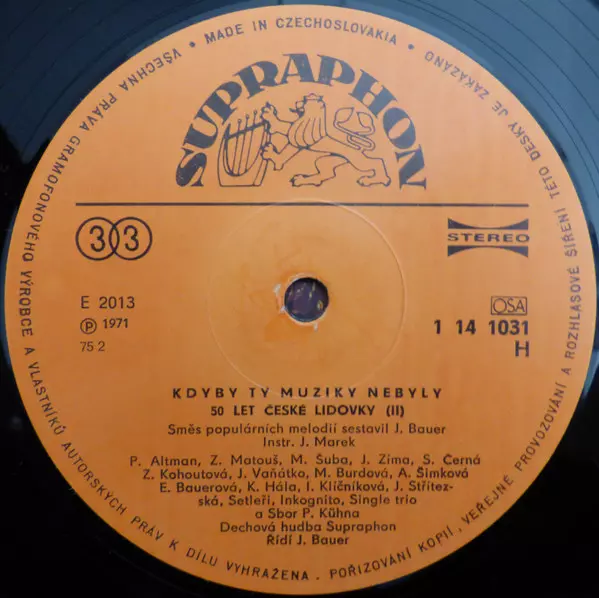 VŠECHNA PRÁVA GRAMOFONOVÉHO VÝROBCE A VLASTNÍKŮ AUTORSKÝCH PRÁV K DÍLU VYHRAŽENA . POŘIZOVÁNÍ KOPIÍ, VEŘEJNÉ PROVOZOVÁNÍ A ROZHLASOVÉ ŠÍŘENÍ TÉTO DESKY JE ZAKÁZÁNO
• MADE IN CZECHOSLOVAKIA •
SUPRAPHON
33
STEREO
E 2013
℗ 1971
75 2
OSA
1 14 1031
H
KDYBY TY MUZIKY NEBYLY
50 LET ČESKÉ LIDOVKY (II)
Směs populárních melodií sestavil J. Bauer
Instr. J. Marek
P. Altman, Z. Matouš, M. Šuba, J. Zíma, S. Černá
Z. Kohoutová, J. Vaňátko, M. Burdová, A. Šimková
E. Bauerová, K. Hála, I. Klíčníková, J. Střítez-
ská, Setleři, Inkognito, Single trio
a Sbor P. Kühna
Dechová hudba Supraphon
Řídí J. Bauer